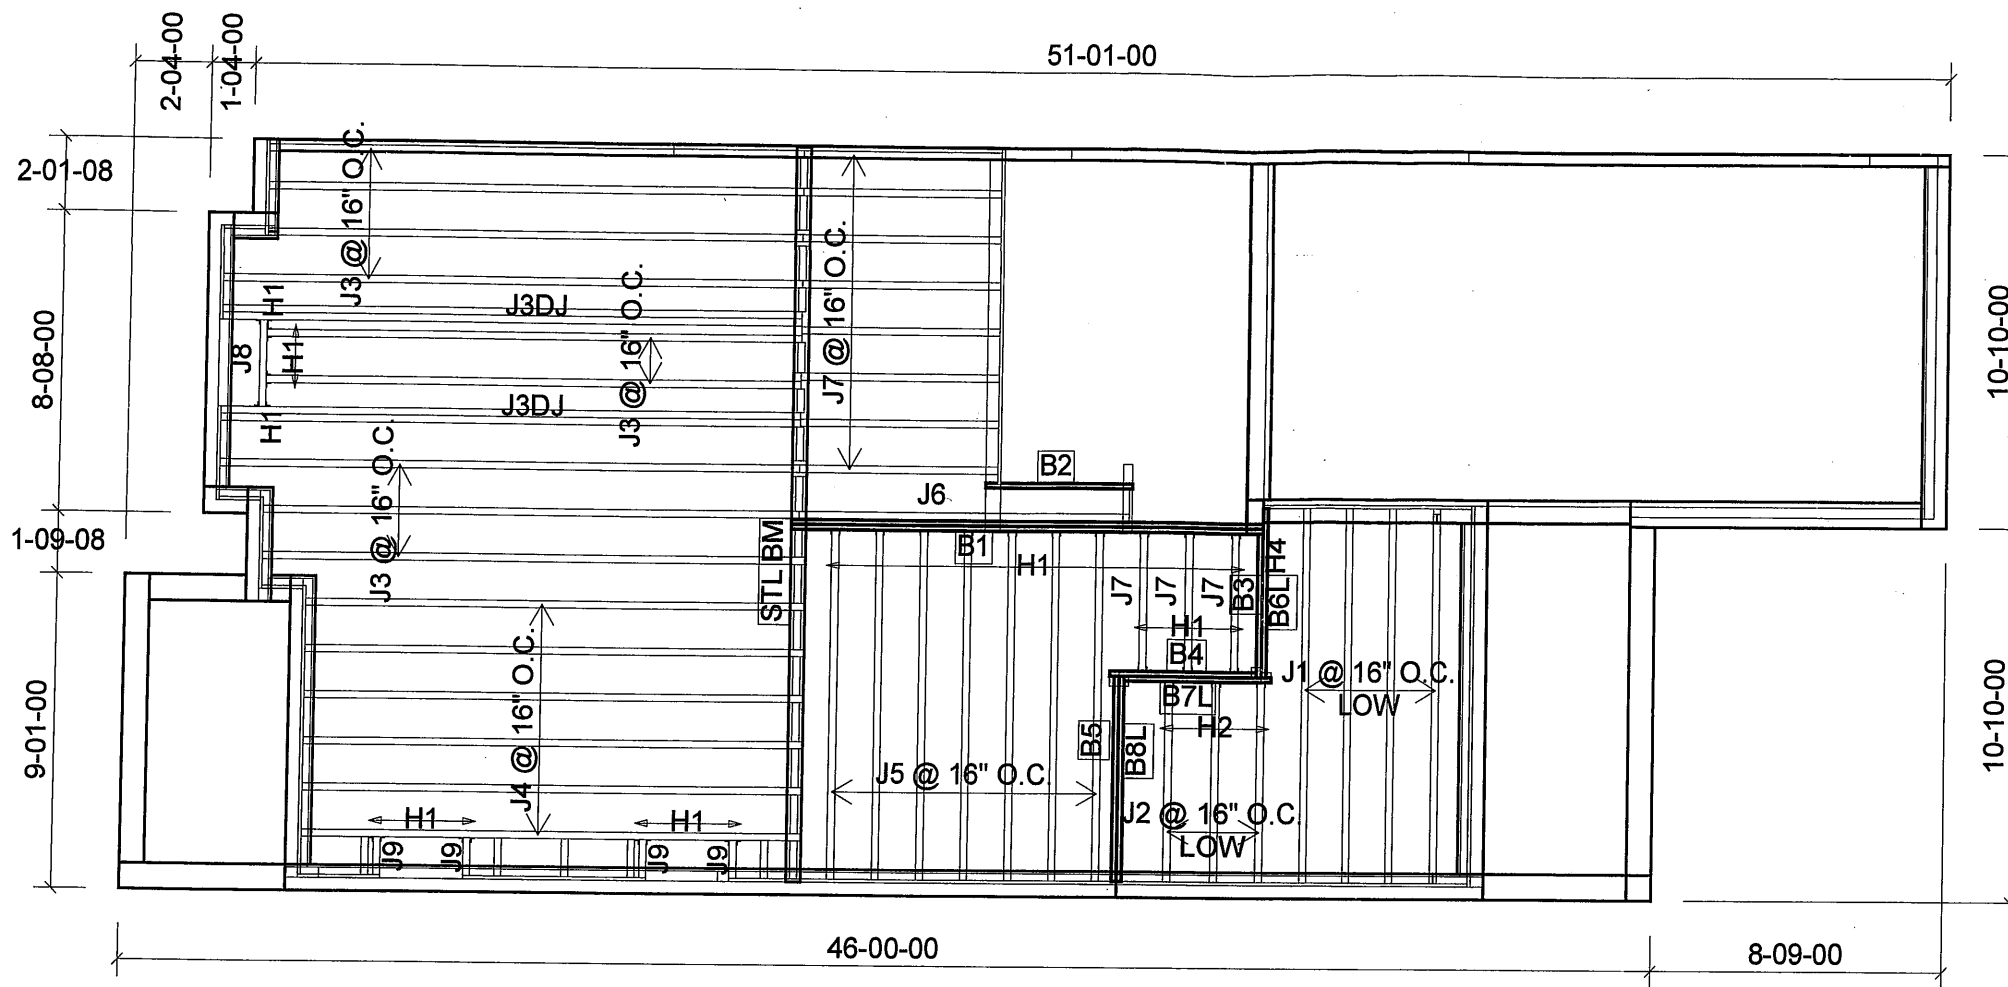 2-04-00
1-04-00
51-01-00
2-01-08
8-08-00
1-09-08
9-01-00
10-10-00
10-10-00
J3 @ 16" O.C.
J7 @ 16" O.C.
H1
J3DJ
J3 @ 16" O.C.
J8
H1
J3DJ
H1
J3 @ 16" O.C.
B2
J6
STL BM
B1
H1
J7
J7
J7
B3
H4
B6L
H1
B4
J1 @ 16" O.C.
LOW
B7L
H2
B5
B8L
J4 @ 16" O.C.
J5 @ 16" O.C.
J2 @ 16" O.C.
LOW
H1
H1
J9
J9
J9
J9
46-00-00
8-09-00